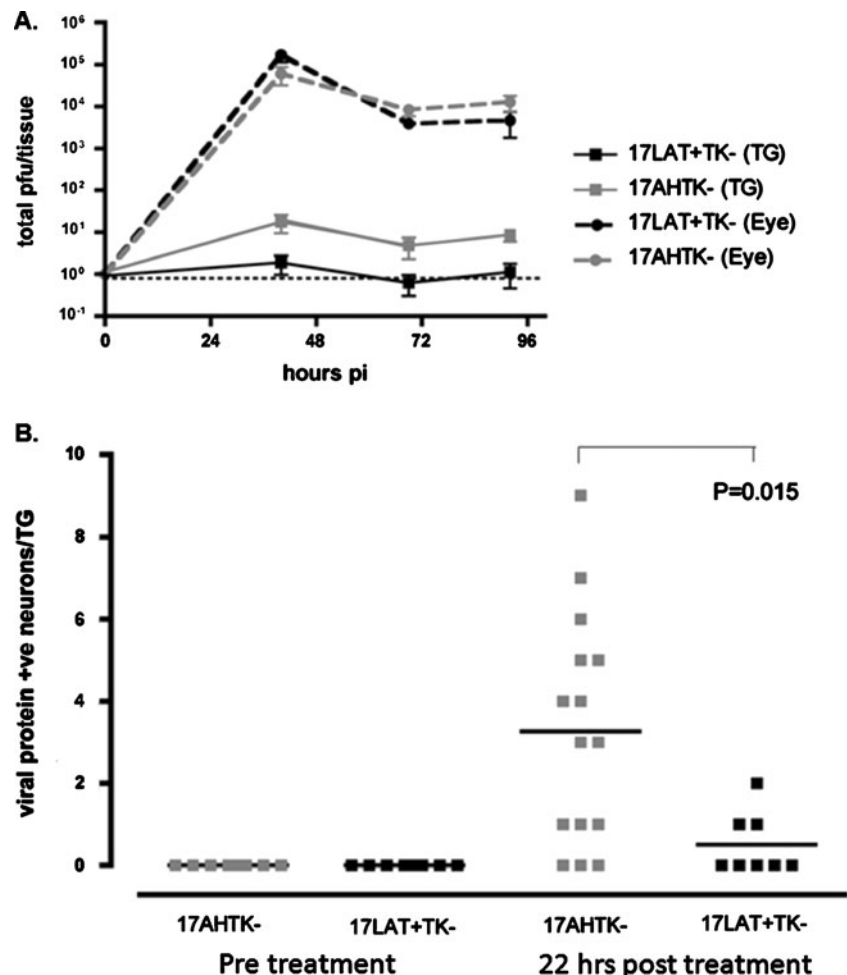 A.
10⁶
10⁵
10⁴
10³
10²
10¹
10⁰
10⁻¹
total pfu/tissue
0 24 48 72 96
hours pi
17LAT+TK- (TG)
17AHTK- (TG)
17LAT+TK- (Eye)
17AHTK- (Eye)
B.
10
8
6
4
2
0
viral protein +ve neurons/TG
P=0.015
17AHTK- 17LAT+TK- 17AHTK- 17LAT+TK-
Pre treatment 22 hrs post treatment